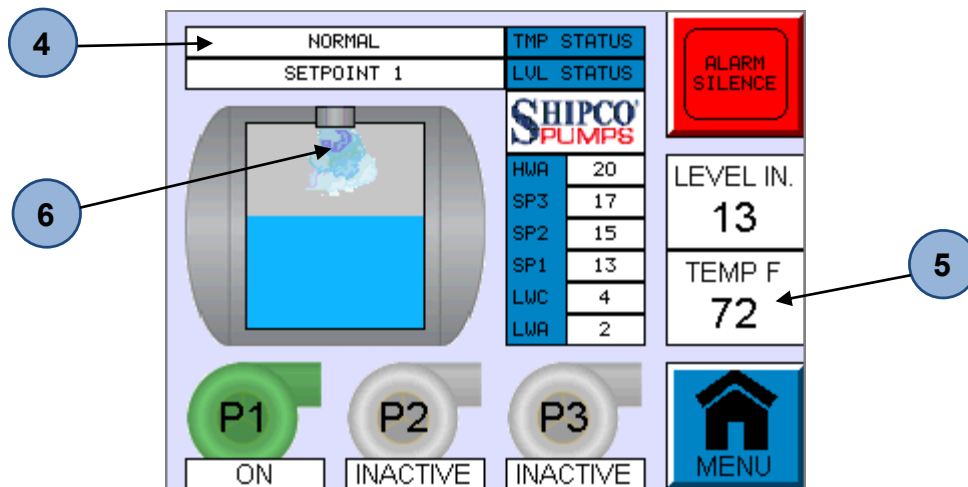 4
NORMAL TMP STATUS
SETPOINT 1 LVL STATUS
ALARM
SILENCE
SHIPCO
PUMPS
6
HWA 20
SP3 17
SP2 15
SP1 13
LWC 4
LWA 2
LEVEL IN.
13
TEMP F
72
5
P1 P2 P3
ON INACTIVE INACTIVE
MENU